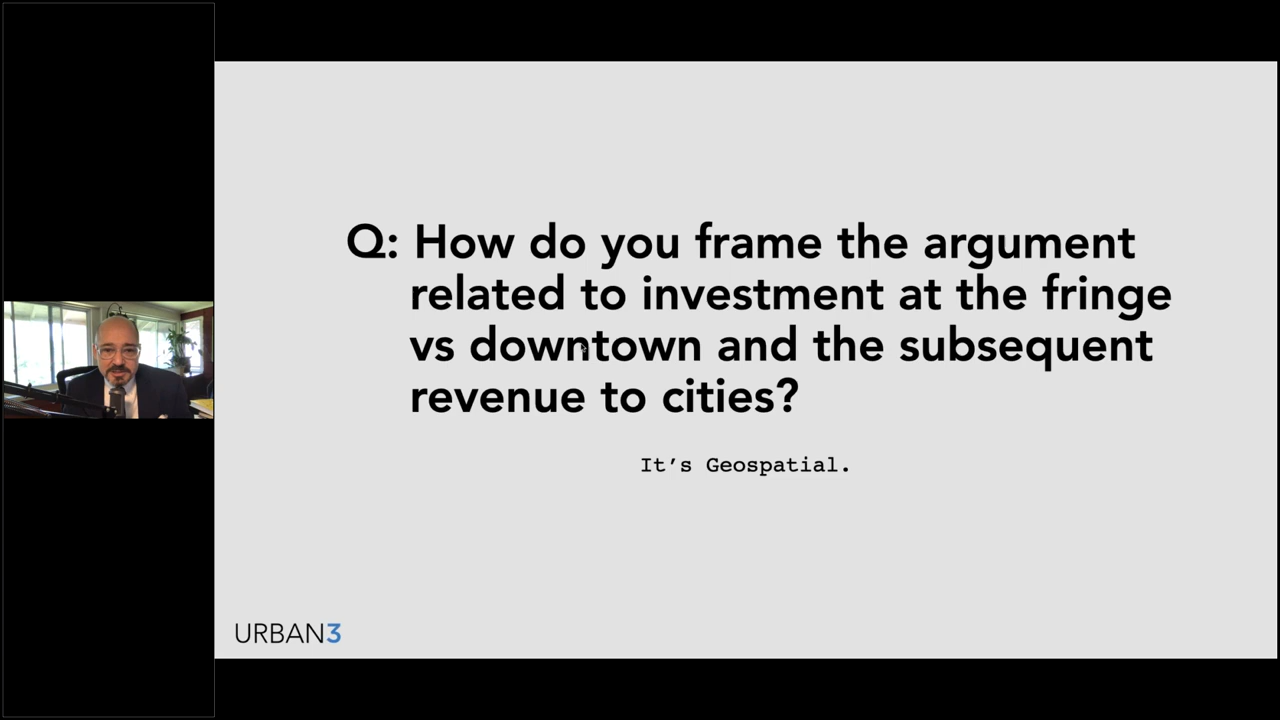 Q: How do you frame the argument
related to investment at the fringe
vs downtown and the subsequent
revenue to cities?
It’s Geospatial.
URBAN3